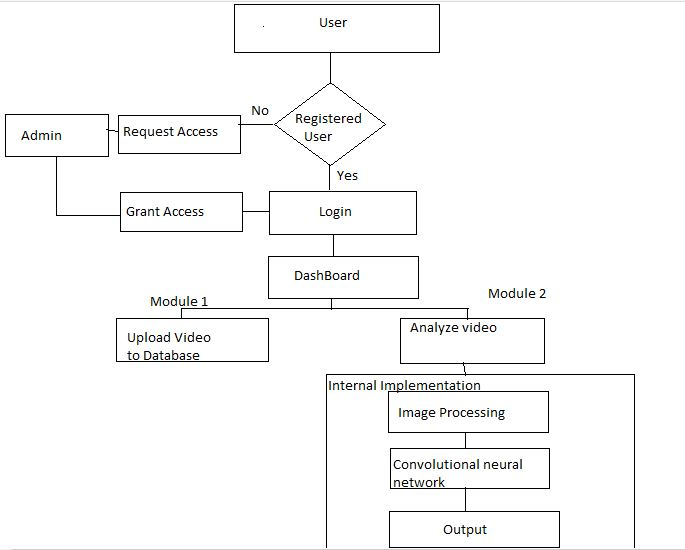 User
No
Registered
User
Admin
Request Access
Yes
Grant Access
Login
DashBoard
Module 1
Module 2
Upload Video
to Database
Analyze video
Internal Implementation
Image Processing
Convolutional neural
network
Output